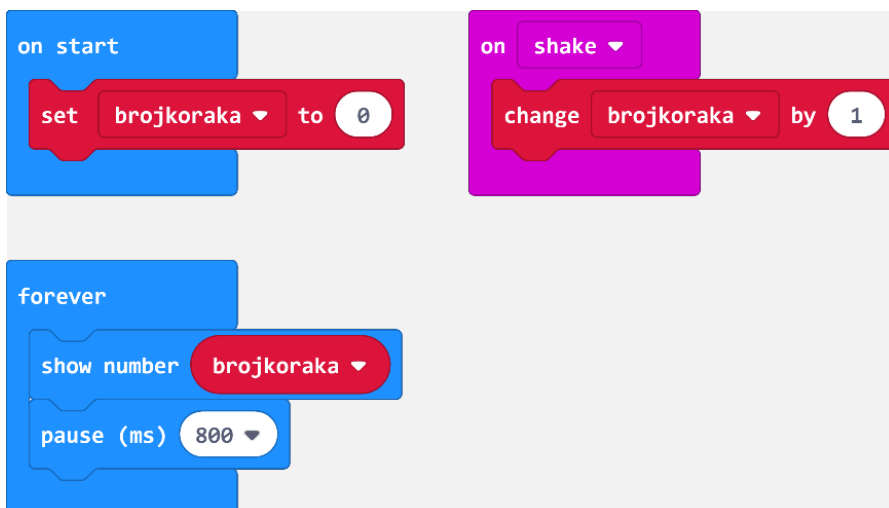 on start
set brojkoraka to 0
on shake
change brojkoraka by 1
forever
show number brojkoraka
pause (ms) 800